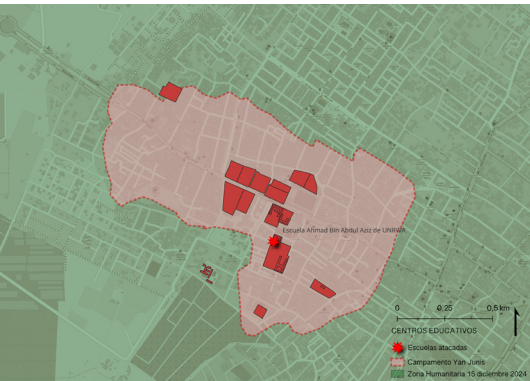 Escuela Ahmad Bin Abdul Aziz de UNRWA
0 0,25 0,5 km
CENTROS EDUCATIVOS
Escuelas atacadas
Campamento Yan Junis
Zona Humanitaria 15 diciembre 2024